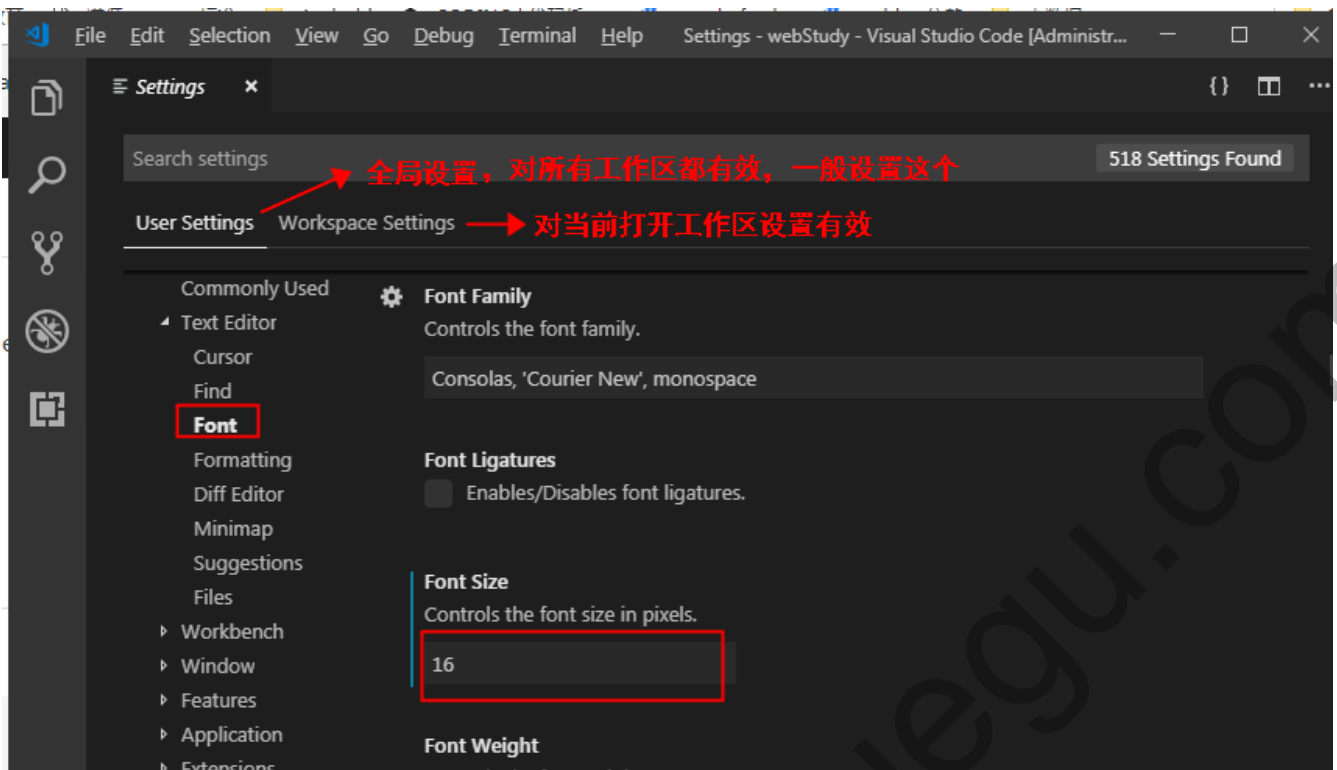 File Edit Selection View Go Debug Terminal Help Settings - webStudy - Visual Studio Code [Administr...
Settings
Search settings
518 Settings Found
全局设置，对所有工作区都有效，一般设置这个
User Settings Workspace Settings
对当前打开工作区设置有效
Commonly Used
Text Editor
Cursor
Find
Font
Formatting
Diff Editor
Minimap
Suggestions
Files
Workbench
Window
Features
Application
Extensions
Font Family
Controls the font family.
Consolas, 'Courier New', monospace
Font Ligatures
Enables/Disables font ligatures.
Font Size
Controls the font size in pixels.
16
Font Weight